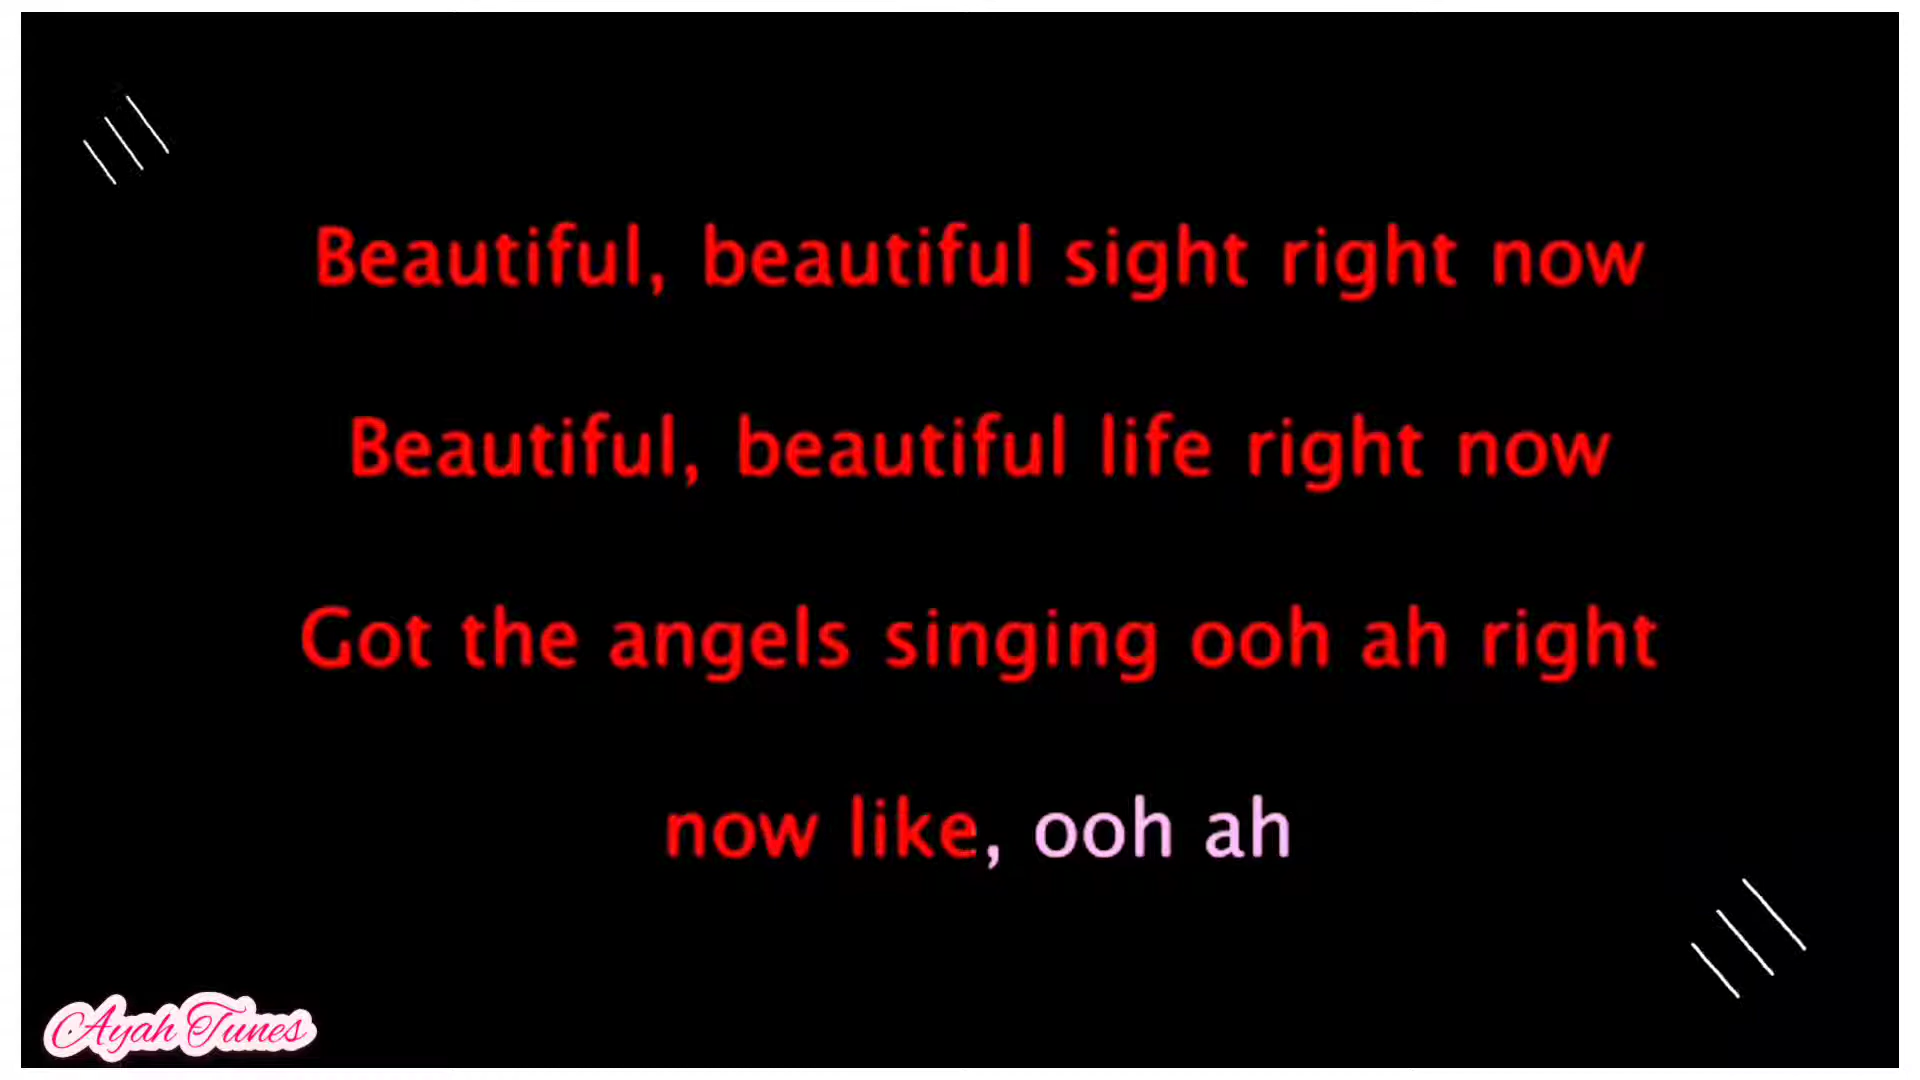 Beautiful, beautiful sight right now
Beautiful, beautiful life right now
Got the angels singing ooh ah right
now like, ooh ah
Ayah Tunes